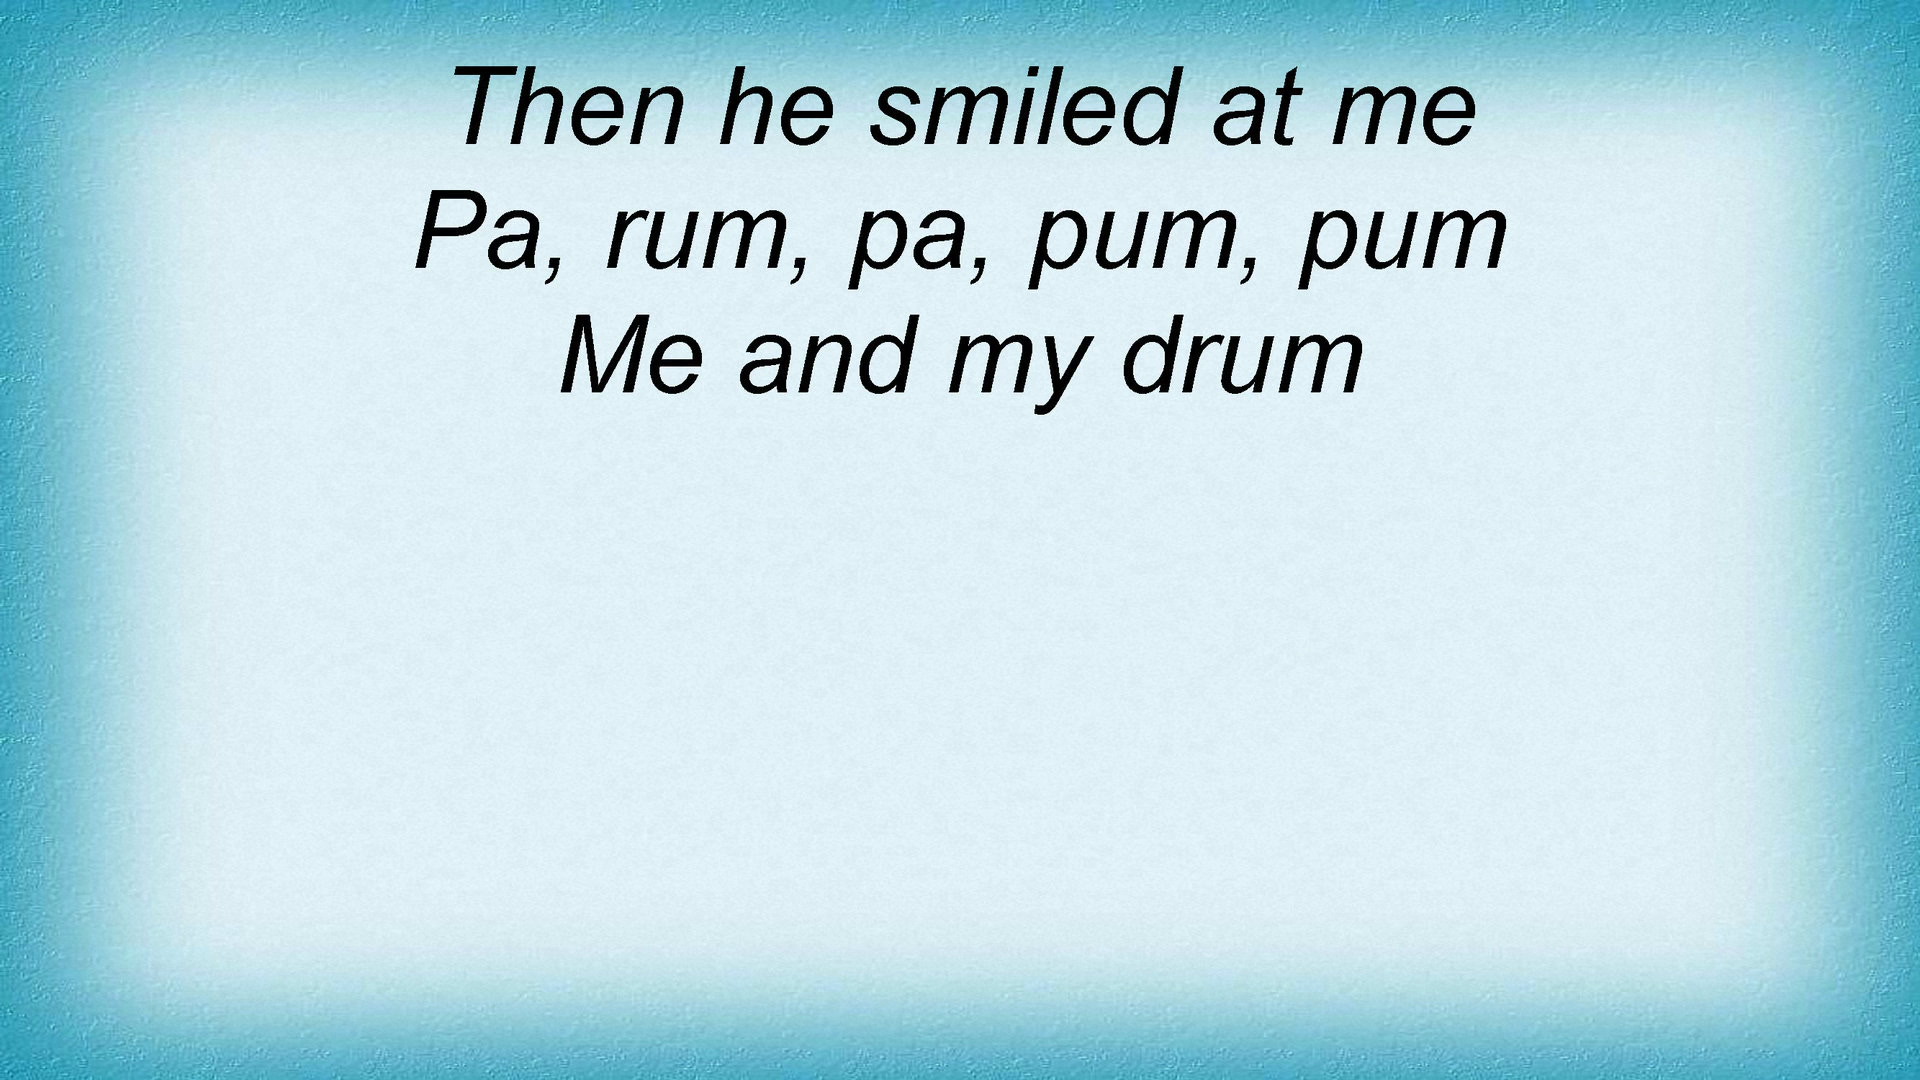 Then he smiled at me
Pa, rum, pa, pum, pum
Me and my drum